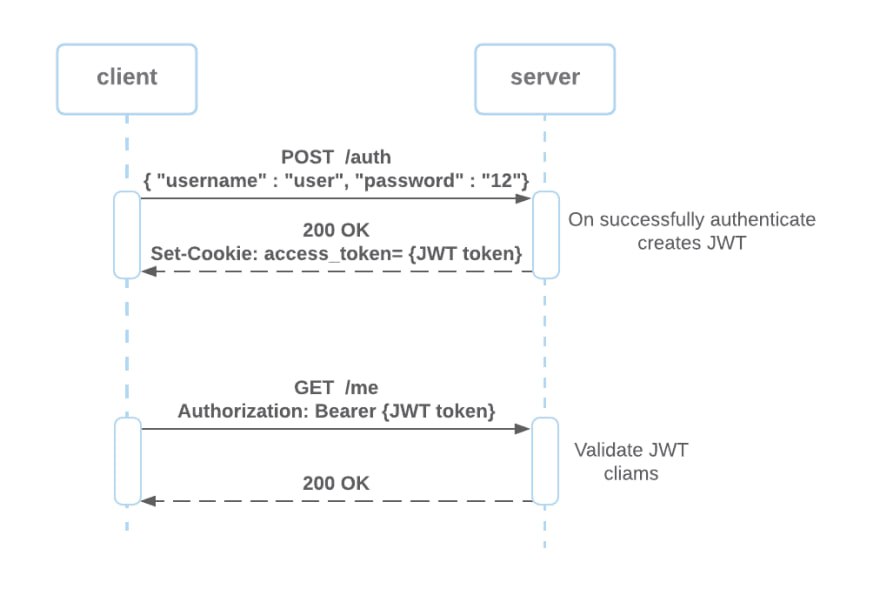 client
server
POST  /auth
{ "username" : "user", "password" : "12"}
On successfully authenticate
creates JWT
200 OK
Set-Cookie: access_token= {JWT token}
GET  /me
Authorization: Bearer {JWT token}
Validate JWT
cliams
200 OK